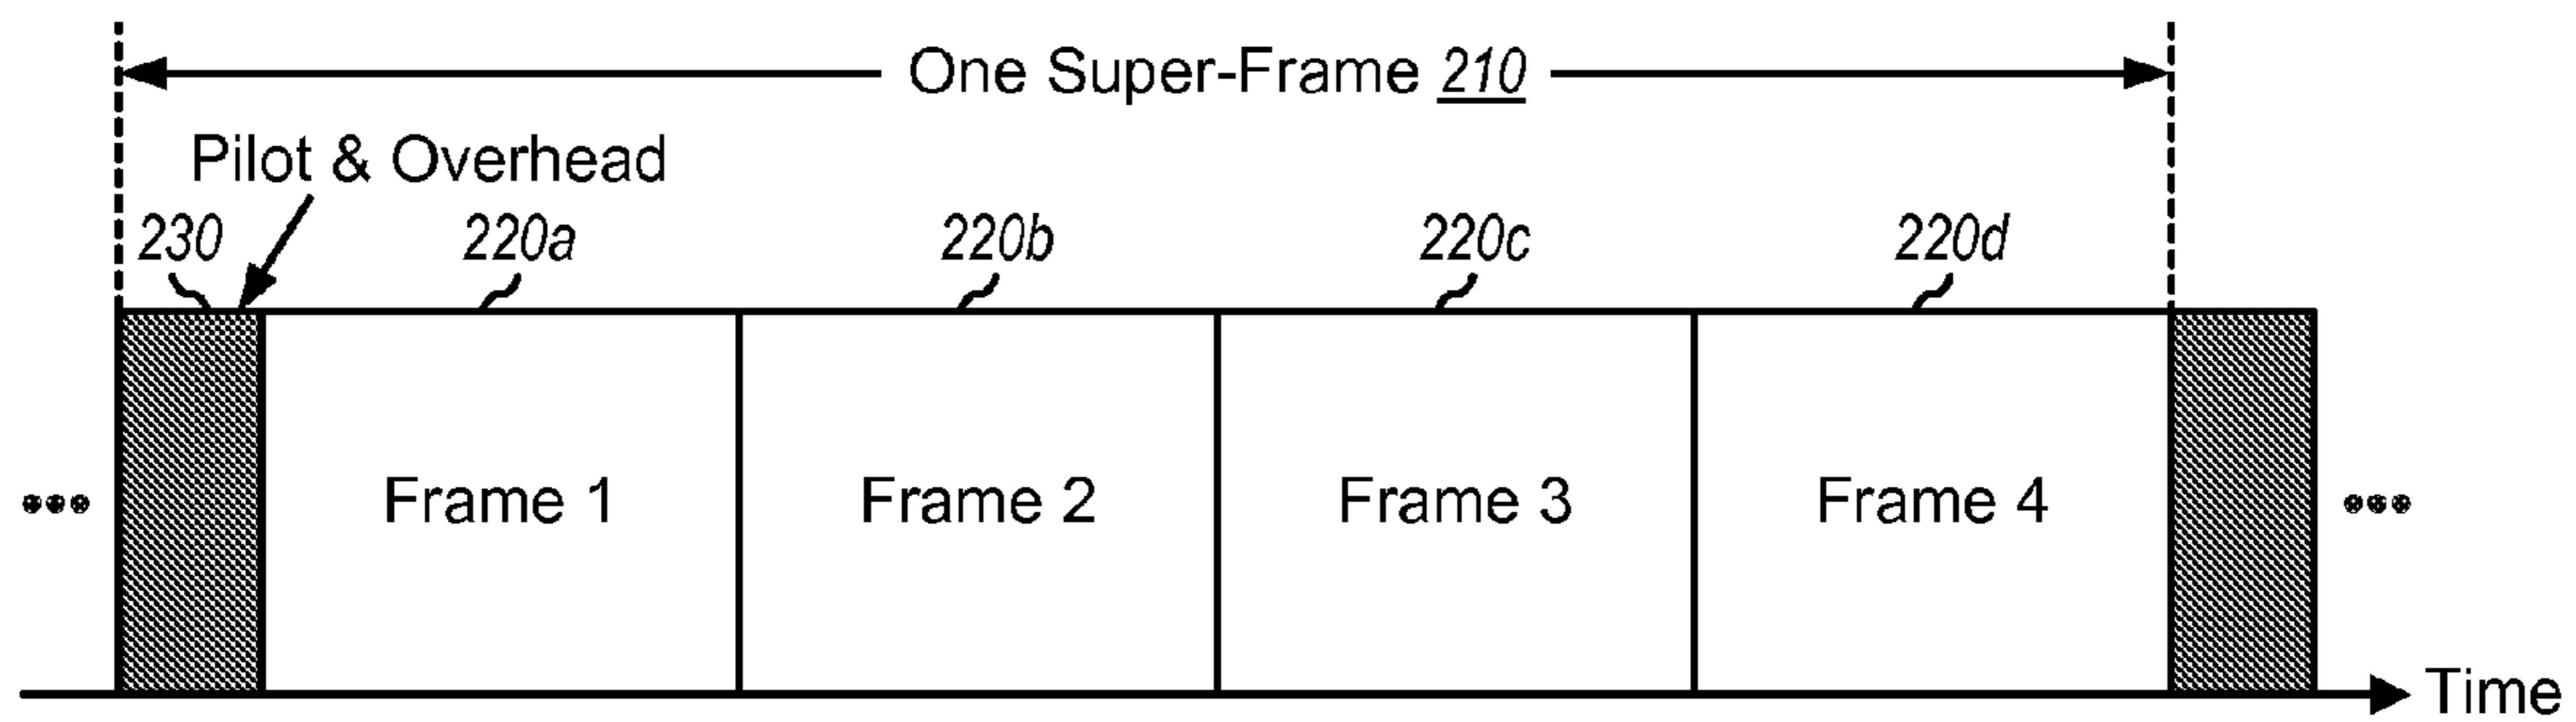 One Super-Frame 210
Pilot & Overhead
230 220a 220b 220c 220d
••• Frame 1 Frame 2 Frame 3 Frame 4 •••
Time